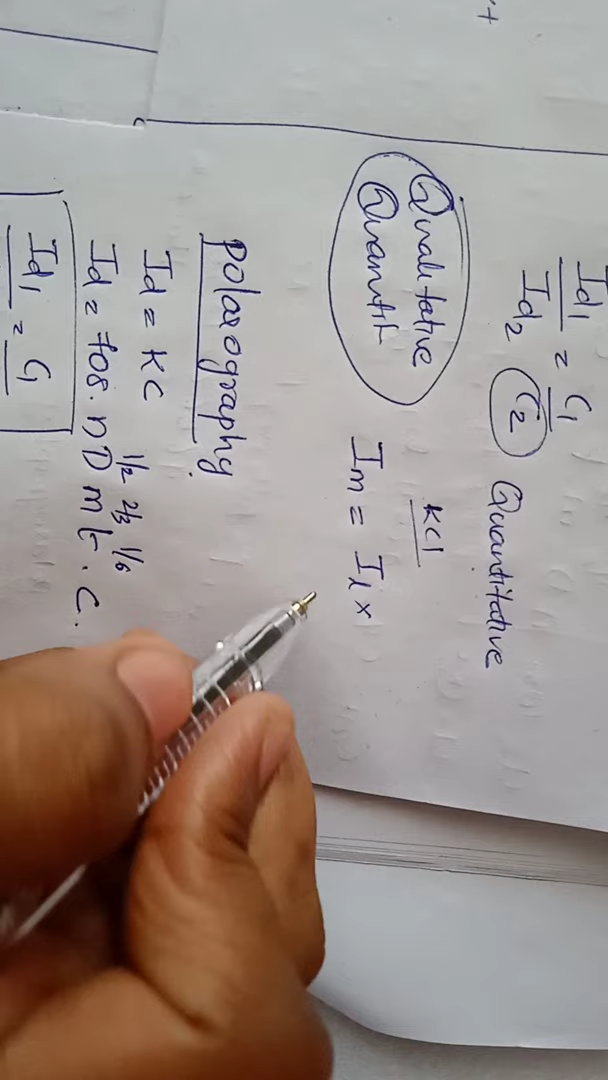 Id1/Id2 = C1/C2 Quantitative
KCl
Qualitative
Quantit
Im = Il x
Polarography
Id = KC
Id = 708. n D^1/2 m^2/3 t^1/6 . C.
Id1 = C1